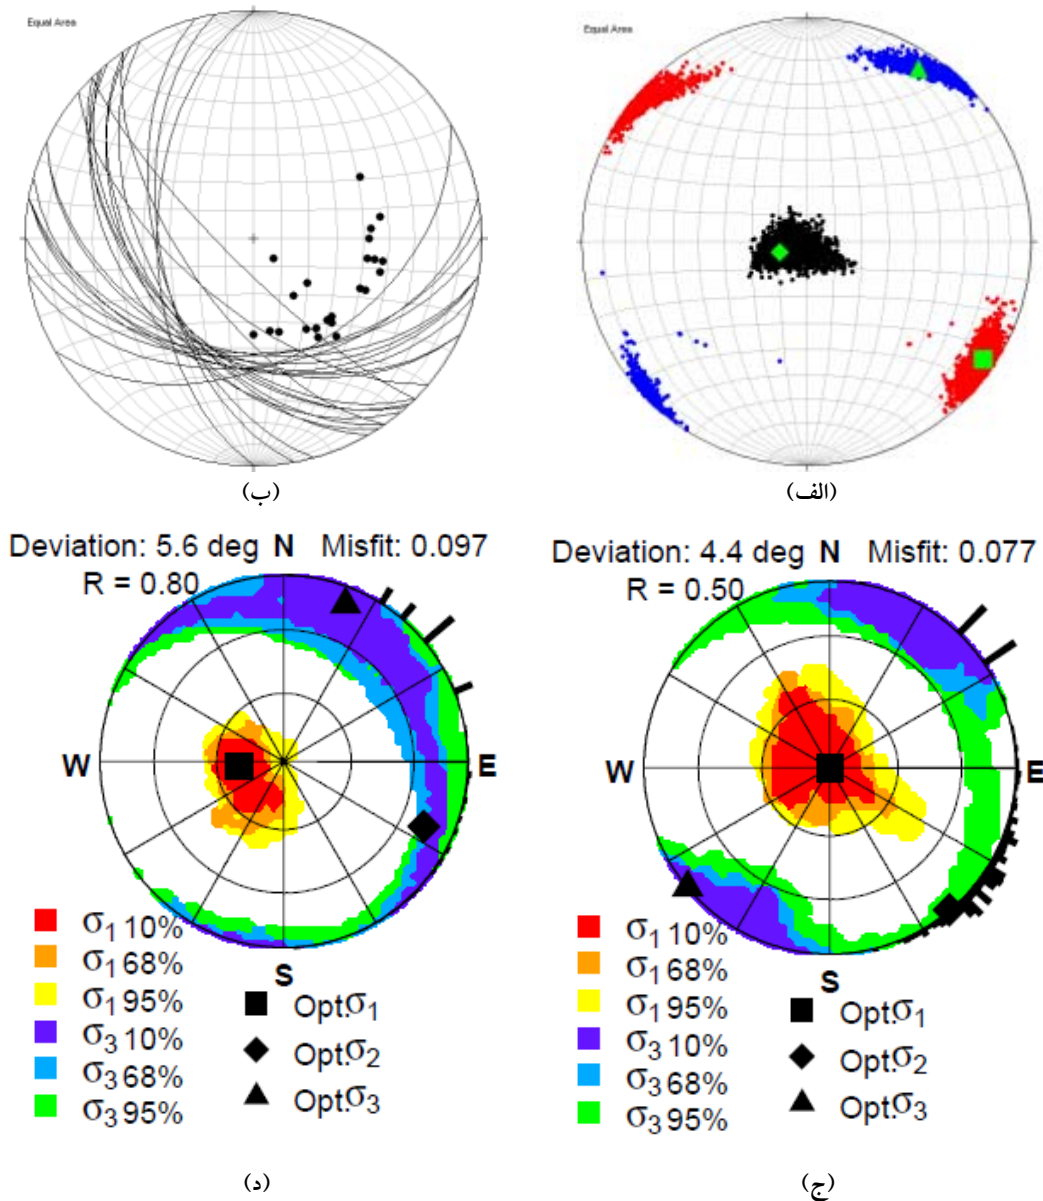 Equal Area
Equal Area
(ب)
(الف)
Deviation: 5.6 deg N Misfit: 0.097
R = 0.80
W
E
S
σ1 10%
σ1 68%
σ1 95%
σ3 10%
σ3 68%
σ3 95%
Opt.σ1
Opt.σ2
Opt.σ3
(د)
Deviation: 4.4 deg N Misfit: 0.077
R = 0.50
W
E
S
σ1 10%
σ1 68%
σ1 95%
σ3 10%
σ3 68%
σ3 95%
Opt.σ1
Opt.σ2
Opt.σ3
(ج)